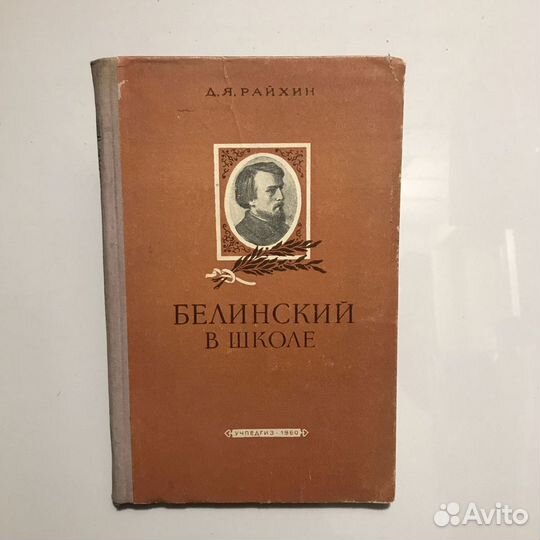 Д. Я. РАЙХИН
БЕЛИНСКИЙ
В ШКОЛЕ
УЧПЕДГИЗ · 1960
Avito